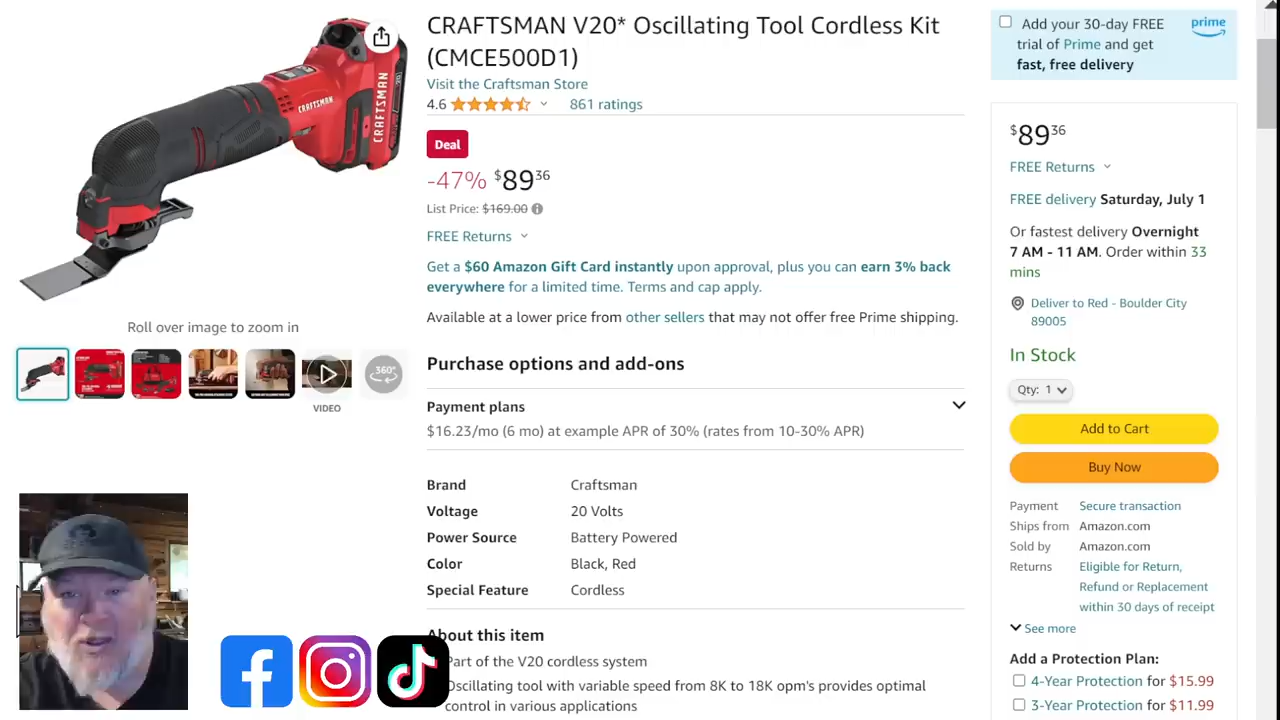 CRAFTSMAN
CRAFTSMAN
Roll over image to zoom in
360°
VIDEO
CRAFTSMAN V20* Oscillating Tool Cordless Kit
(CMCE500D1)
Visit the Craftsman Store
4.6 861 ratings
Deal
-47% $89 36
List Price: $169.00
FREE Returns
Get a $60 Amazon Gift Card instantly upon approval, plus you can earn 3% back
everywhere for a limited time. Terms and cap apply.
Available at a lower price from other sellers that may not offer free Prime shipping.
Purchase options and add-ons
Payment plans
$16.23/mo (6 mo) at example APR of 30% (rates from 10-30% APR)
Brand Craftsman
Voltage 20 Volts
Power Source Battery Powered
Color Black, Red
Special Feature Cordless
About this item
Part of the V20 cordless system
Oscillating tool with variable speed from 8K to 18K opm's provides optimal
control in various applications
Add your 30-day FREE
trial of Prime and get
fast, free delivery
prime
$89 36
FREE Returns
FREE delivery Saturday, July 1
Or fastest delivery Overnight
7 AM - 11 AM. Order within 33
mins
Deliver to Red - Boulder City
89005
In Stock
Qty: 1
Add to Cart
Buy Now
Payment Secure transaction
Ships from Amazon.com
Sold by Amazon.com
Returns Eligible for Return,
Refund or Replacement
within 30 days of receipt
See more
Add a Protection Plan:
4-Year Protection for $15.99
3-Year Protection for $11.99